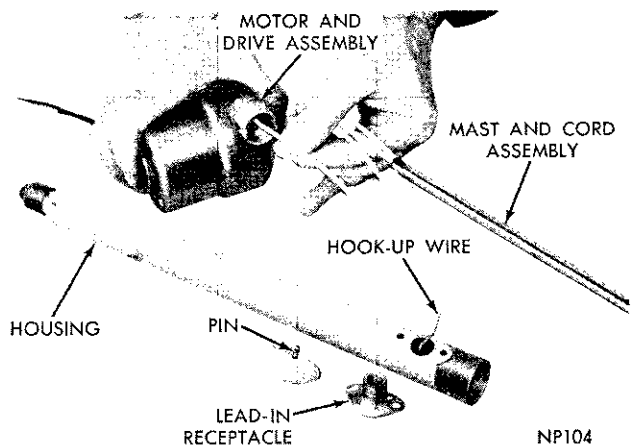 MOTOR AND
DRIVE ASSEMBLY
MAST AND CORD
ASSEMBLY
HOOK-UP WIRE
HOUSING
PIN
LEAD-IN
RECEPTACLE
NP104